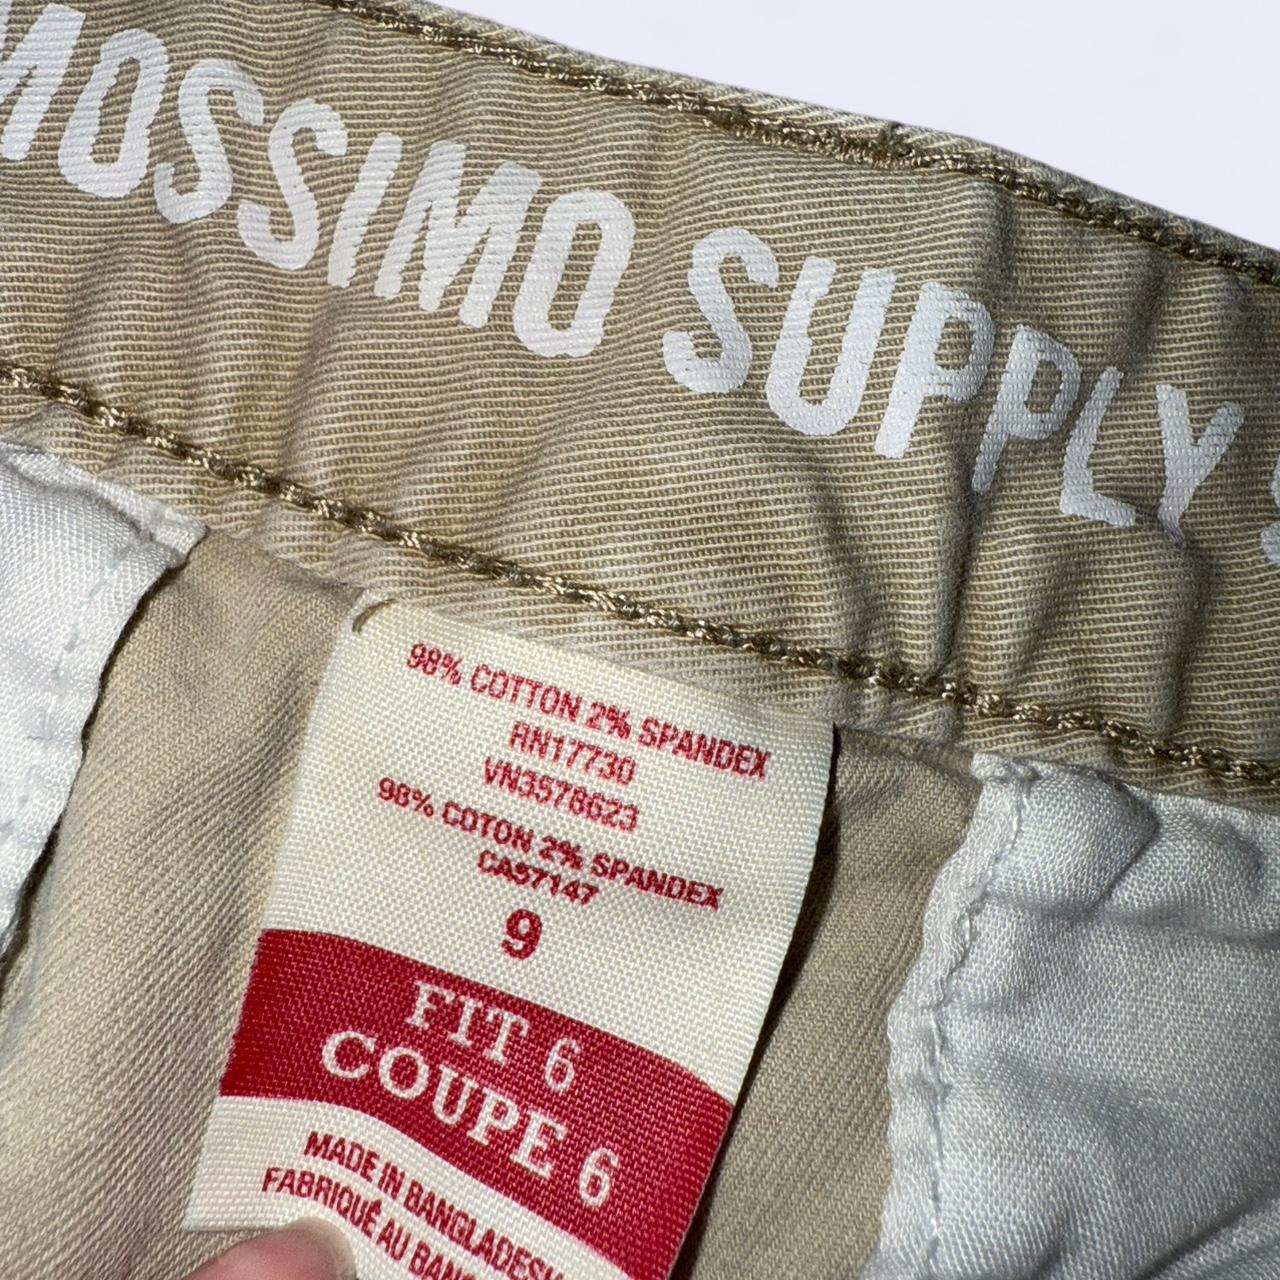 MOSSIMO SUPPLY
98% COTTON 2% SPANDEX
RN17730
VN3578623
98% COTON 2% SPANDEX
CA57147
9
FIT 6
COUPE 6
MADE IN BANGLADESH
FABRIQUÉ AU